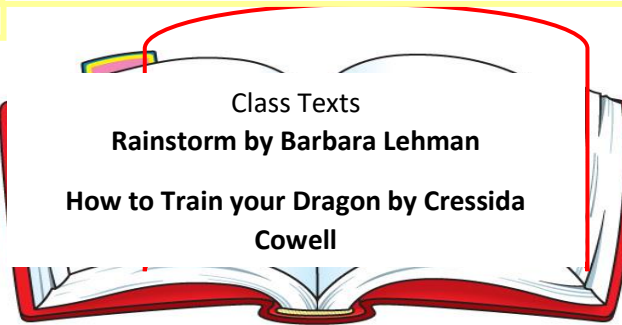 Class Texts
Rainstorm by Barbara Lehman
How to Train your Dragon by Cressida
Cowell